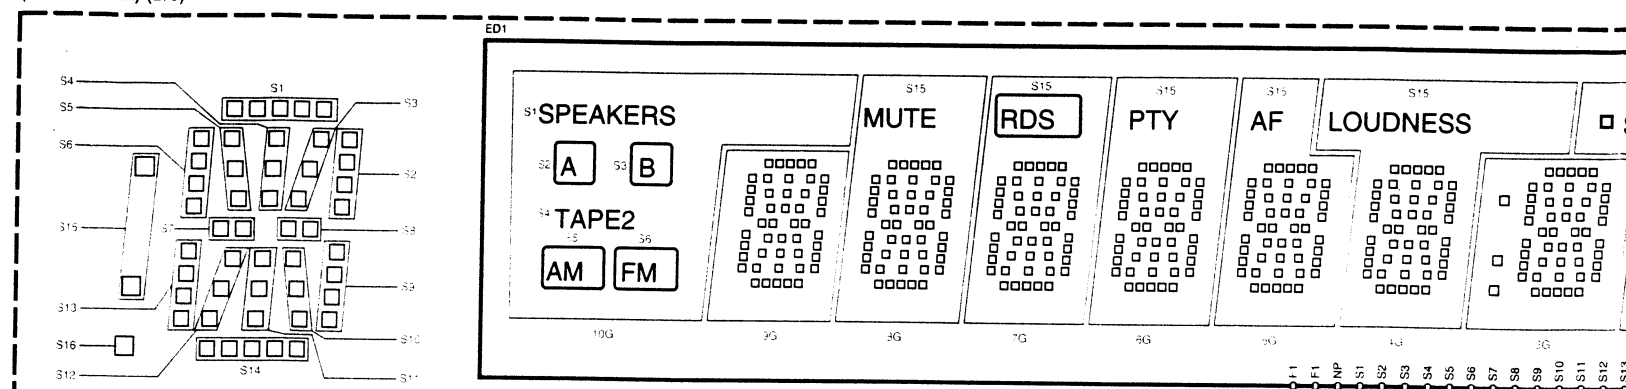 ED1
S4
S1
S3
S5
S6
S2
S15
S7
S8
S13
S9
S16
S10
S12
S14
S11
S1 SPEAKERS
S2 A
S3 B
S4 TAPE2
S5 S6
AM FM
S15 S15 S15 S15 S15
MUTE RDS PTY AF LOUDNESS
10G 9G 8G 7G 6G 5G 4G 3G
F1 F1 NP S1 S2 S3 S4 S5 S6 S7 S8 S9 S10 S11 S12 S13